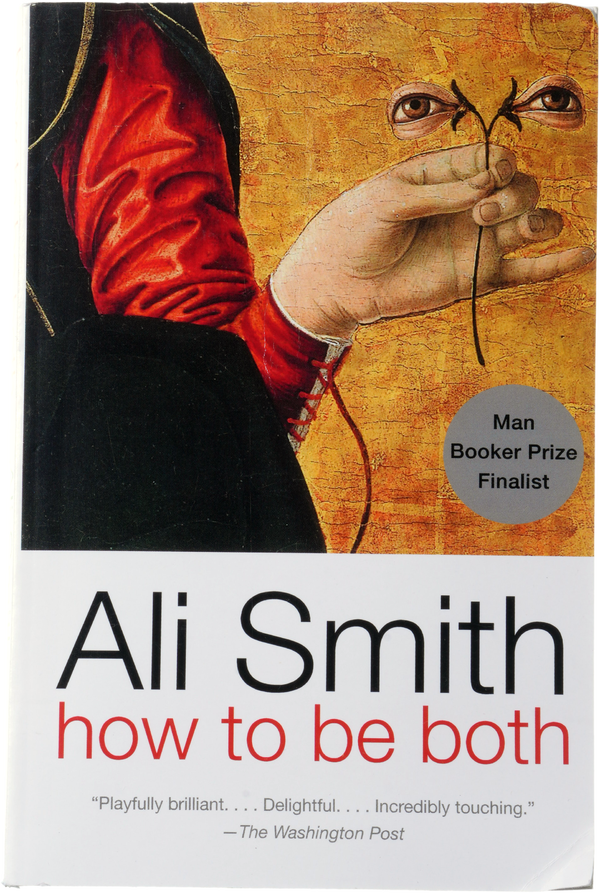 Man
Booker Prize
Finalist
Ali Smith
how to be both
“Playfully brilliant. . . . Delightful. . . . Incredibly touching.”
—The Washington Post